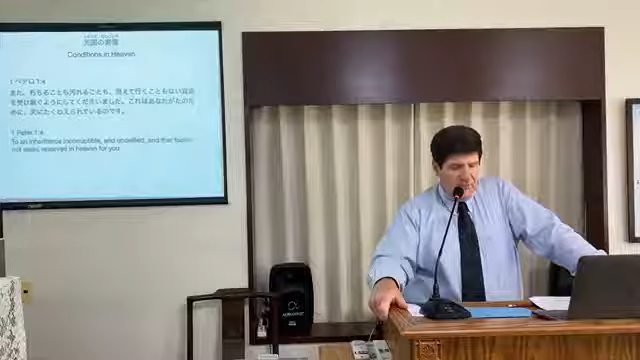 天国の状態
Conditions in Heaven
I ペテロ 1:4
また、朽ちることも汚れることも、消えて行くこともない資産
を受け継ぐようにしてくださいました。これはあなたがたのた
めに、天にたくわえられているのです。
1 Peter 1:4
To an inheritance incorruptible, and undefiled, and that fadeth
not away, reserved in heaven for you